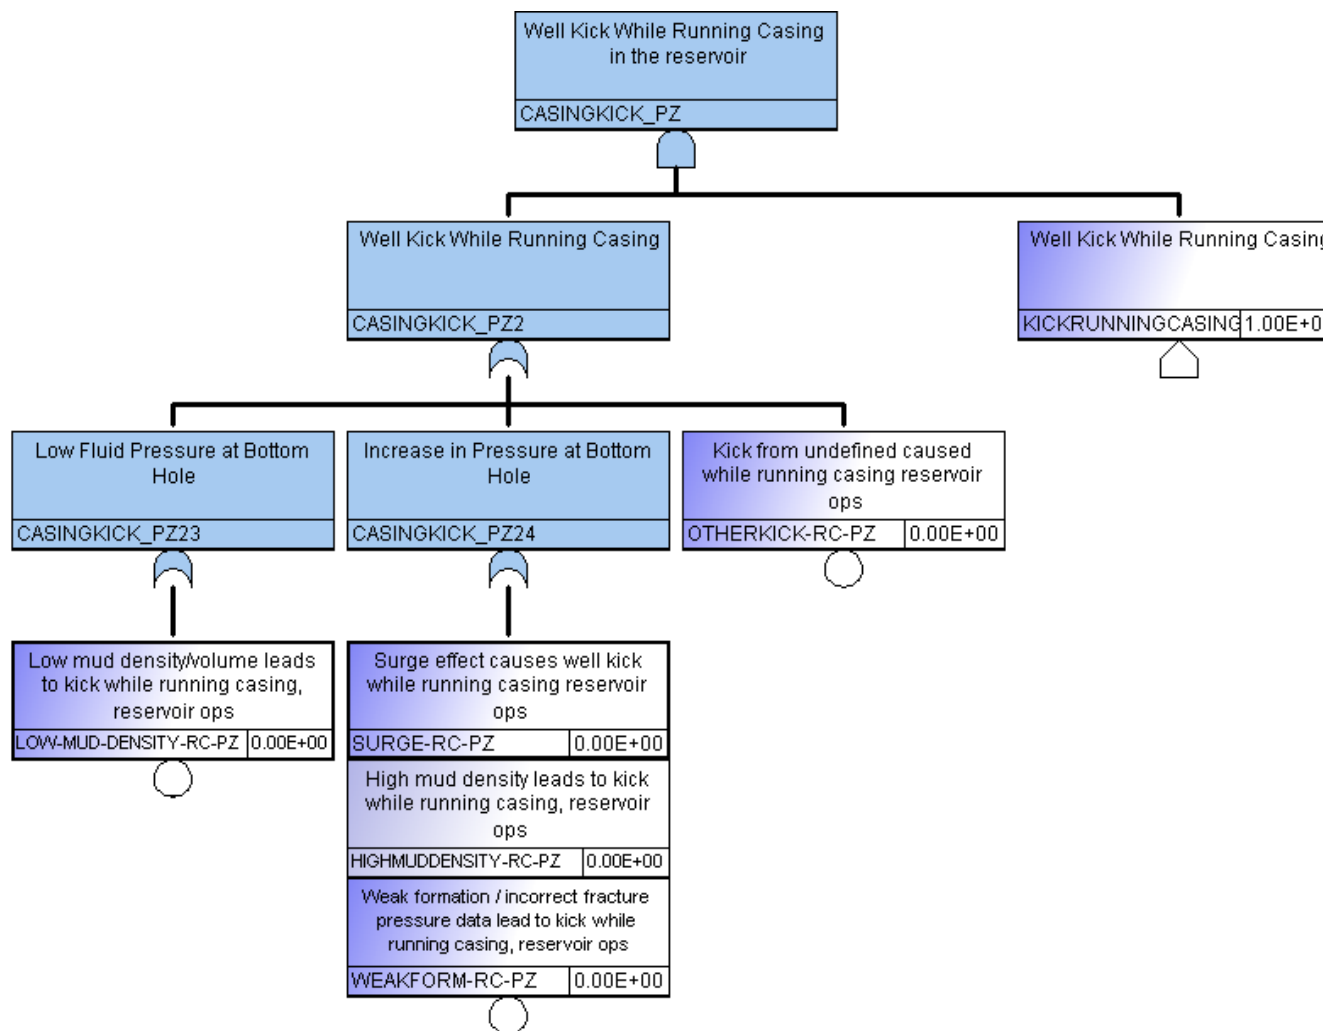 Well Kick While Running Casing
in the reservoir
CASINGKICK_PZ
Well Kick While Running Casing
CASINGKICK_PZ2
Well Kick While Running Casing
KICKRUNNINGCASING 1.00E+0
Low Fluid Pressure at Bottom
Hole
CASINGKICK_PZ23
Increase in Pressure at Bottom
Hole
CASINGKICK_PZ24
Kick from undefined caused
while running casing reservoir
ops
OTHERKICK-RC-PZ 0.00E+00
Low mud density/volume leads
to kick while running casing,
reservoir ops
LOW-MUD-DENSITY-RC-PZ 0.00E+00
Surge effect causes well kick
while running casing reservoir
ops
SURGE-RC-PZ 0.00E+00
High mud density leads to kick
while running casing, reservoir
ops
HIGHMUDDENSITY-RC-PZ 0.00E+00
Weak formation / incorrect fracture
pressure data lead to kick while
running casing, reservoir ops
WEAKFORM-RC-PZ 0.00E+00